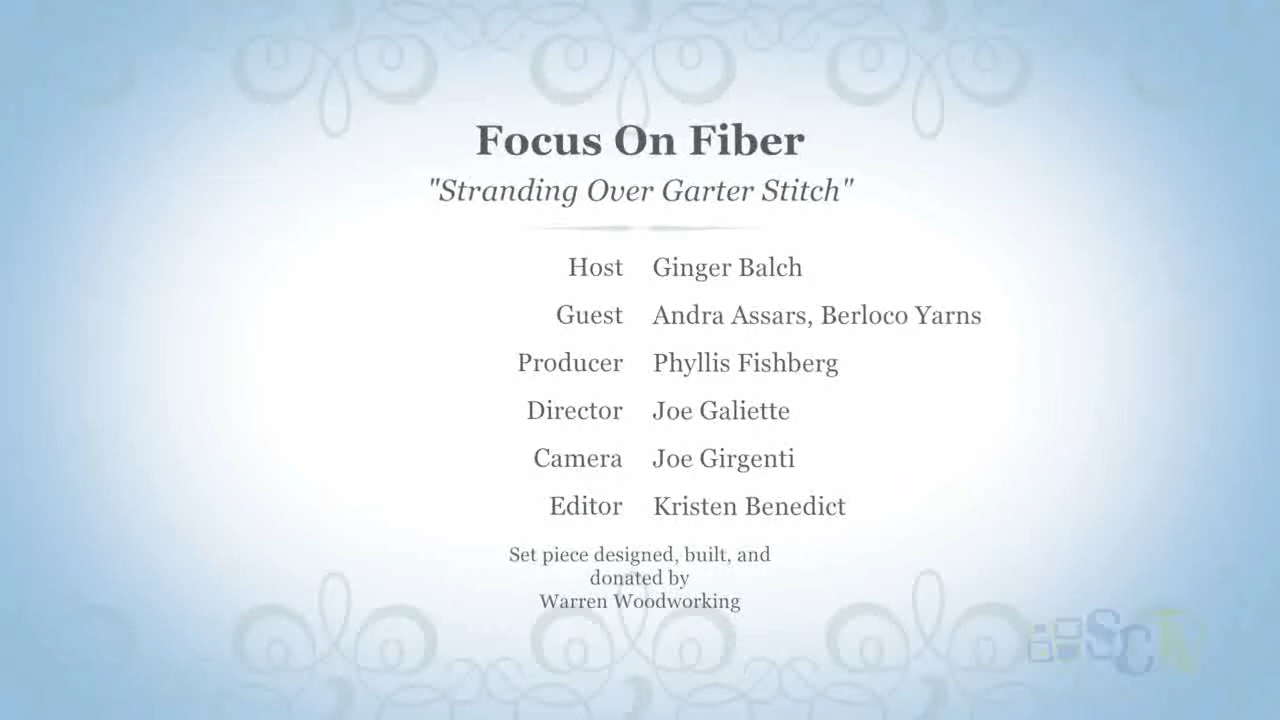 Focus On Fiber
"Stranding Over Garter Stitch"
Host Ginger Balch
Guest Andra Assars, Berloco Yarns
Producer Phyllis Fishberg
Director Joe Galiette
Camera Joe Girgenti
Editor Kristen Benedict
Set piece designed, built, and
donated by
Warren Woodworking
SCTV